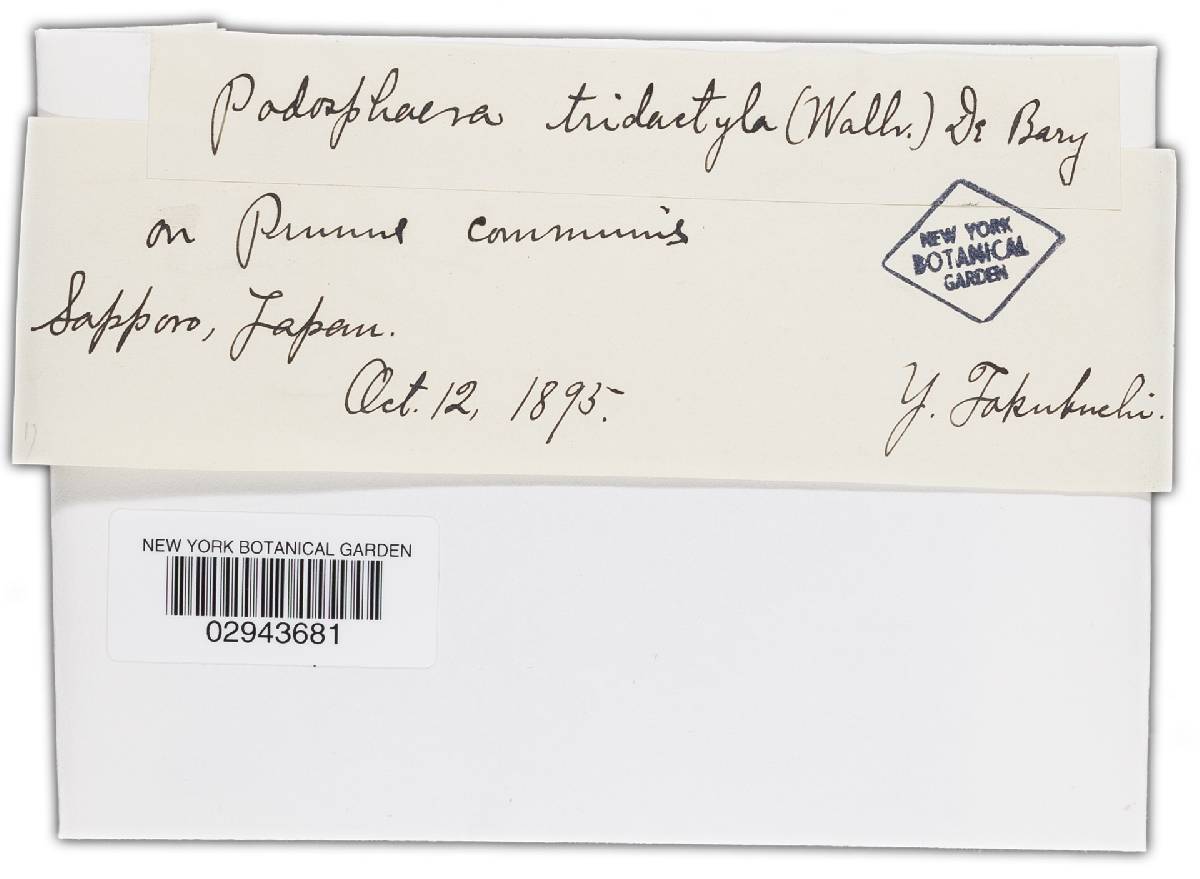 Podosphaera tridactyla (Wallr.) De Bary
on Prunus communis
NEW YORK
BOTANICAL
GARDEN
Sapporo, Japan.
Oct. 12, 1895.
Y. Tokubuchi.
NEW YORK BOTANICAL GARDEN
02943681